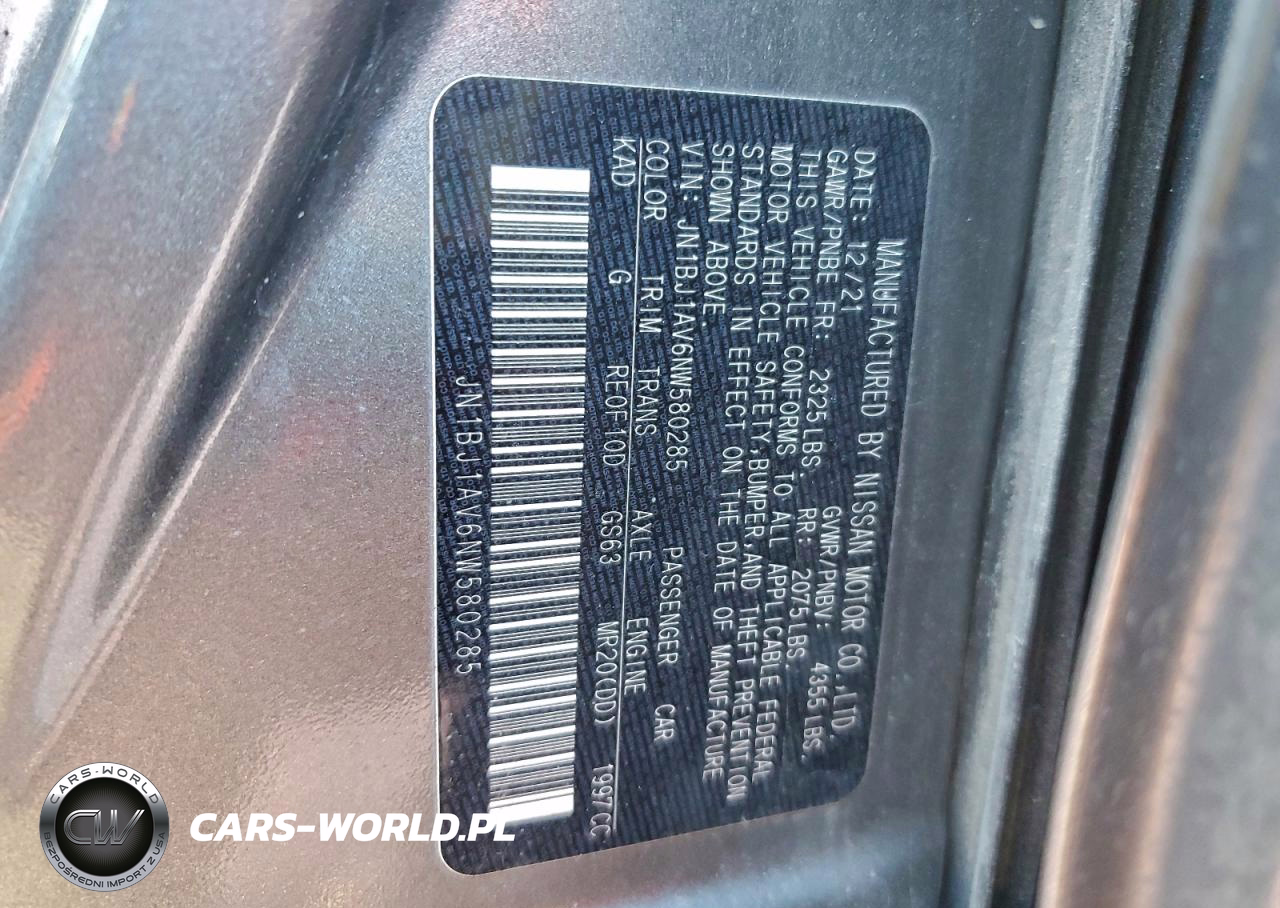 MANUFACTURED BY NISSAN MOTOR CO.,LTD.
DATE: 12/21 GVWR/PNBV: 4355 LBS.
GAWR/PNBE FR: 2325LBS. RR: 2075LBS.
THIS VEHICLE CONFORMS TO ALL APPLICABLE FEDERAL
MOTOR VEHICLE SAFETY,BUMPER,AND THEFT PREVENTION
STANDARDS IN EFFECT ON THE DATE OF MANUFACTURE
SHOWN ABOVE.
VIN: JN1BJ1AV6NW580285 PASSENGER CAR
COLOR TRIM TRANS AXLE ENGINE
KAD G RE0F10D GS63 MR20(DD) 1997CC
JN1BJ1AV6NW580285
CARS-WORLD
CW
BEZPOŚREDNI IMPORT Z USA
CARS-WORLD.PL